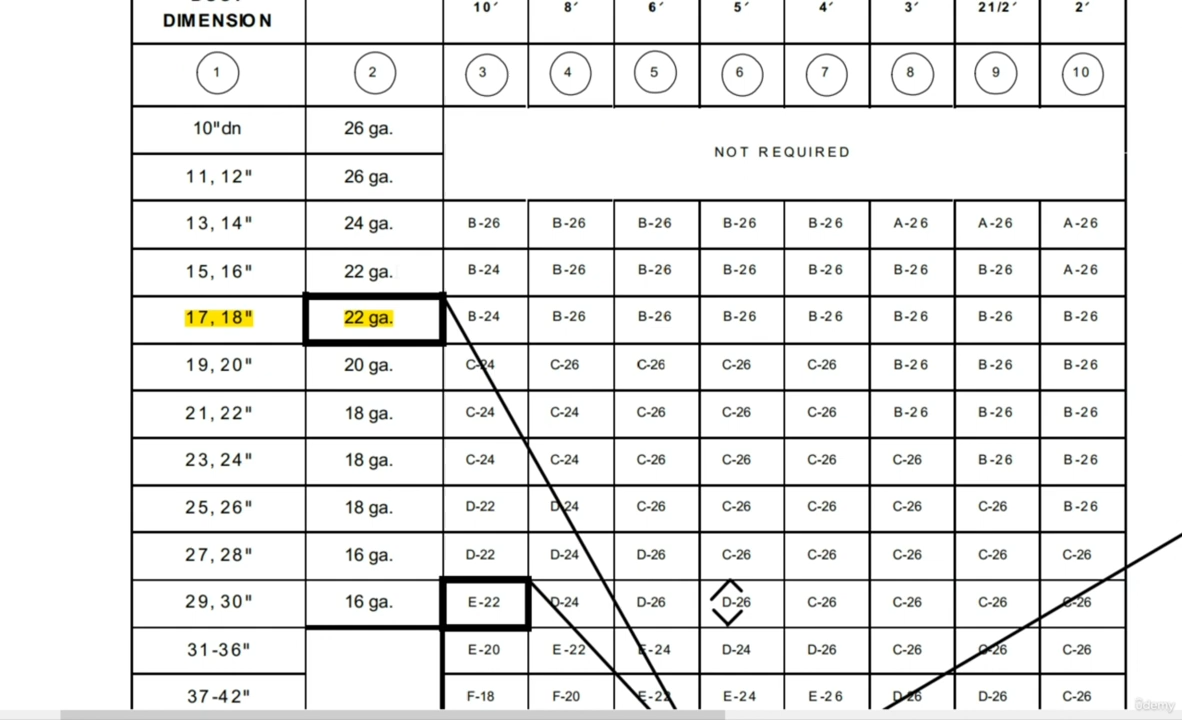 DIMENSION 10′ 8′ 6′ 5′ 4′ 3′ 21/2′ 2′
1 2 3 4 5 6 7 8 9 10
10"dn 26 ga.
NOT REQUIRED
11, 12" 26 ga.
13, 14" 24 ga. B-26 B-26 B-26 B-26 B-26 A-26 A-26 A-26
15, 16" 22 ga. B-24 B-26 B-26 B-26 B-26 B-26 B-26 A-26
17, 18" 22 ga. B-24 B-26 B-26 B-26 B-26 B-26 B-26 B-26
19, 20" 20 ga. C-24 C-26 C-26 C-26 C-26 B-26 B-26 B-26
21, 22" 18 ga. C-24 C-24 C-26 C-26 C-26 B-26 B-26 B-26
23, 24" 18 ga. C-24 C-24 C-26 C-26 C-26 C-26 B-26 B-26
25, 26" 18 ga. D-22 D-24 C-26 C-26 C-26 C-26 C-26 B-26
27, 28" 16 ga. D-22 D-24 D-26 C-26 C-26 C-26 C-26 C-26
29, 30" 16 ga. E-22 D-24 D-26 D-26 C-26 C-26 C-26 C-26
31-36" E-20 E-22 E-24 D-24 D-26 C-26 C-26 C-26
37-42" F-18 F-20 E-22 E-24 E-26 D-26 D-26 C-26
ûdemy